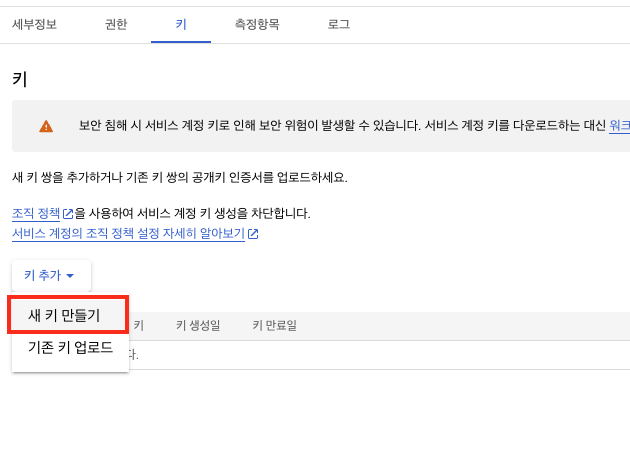 세부정보 권한 키 측정항목 로그
키
보안 침해 시 서비스 계정 키로 인해 보안 위험이 발생할 수 있습니다. 서비스 계정 키를 다운로드하는 대신 워크
새 키 쌍을 추가하거나 기존 키 쌍의 공개키 인증서를 업로드하세요.
조직 정책을 사용하여 서비스 계정 키 생성을 차단합니다.
서비스 계정의 조직 정책 설정 자세히 알아보기
키 추가
새 키 만들기
키 키 생성일 키 만료일
기존 키 업로드
다.